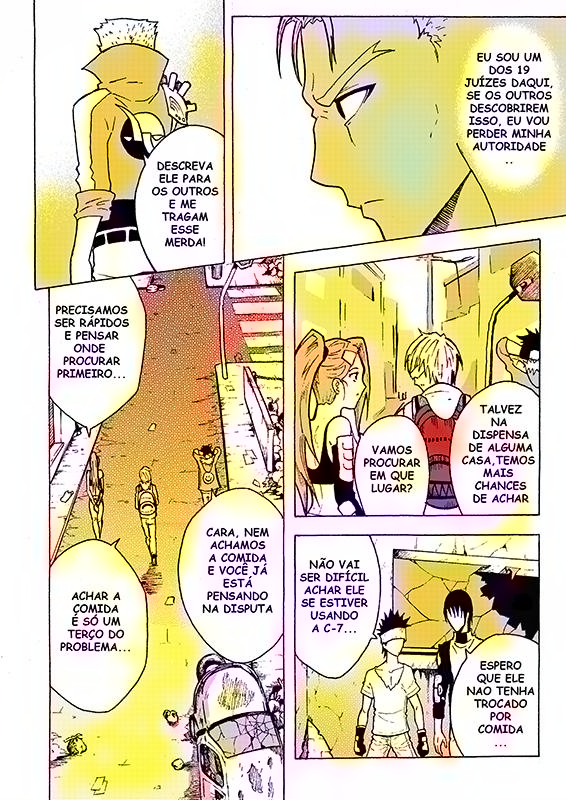 DESCREVA
ELE PARA
OS OUTROS
E ME
TRAGAM
ESSE
MERDA!
EU SOU UM
DOS 19
JUÍZES DAQUI,
SE OS OUTROS
DESCOBRIREM
ISSO, EU VOU
PERDER MINHA
AUTORIDADE
..
PRECISAMOS
SER RÁPIDOS
E PENSAR
ONDE
PROCURAR
PRIMEIRO...
ACHAR A
COMIDA
É SÓ UM
TERÇO DO
PROBLEMA...
CARA, NEM
ACHAMOS
A COMIDA
E VOCÊ JÁ
ESTÁ
PENSANDO
NA DISPUTA
VAMOS
PROCURAR
EM QUE
LUGAR?
TALVEZ
NA
DISPENSA
DE ALGUMA
CASA,TEMOS
MAIS
CHANCES
DE ACHAR
NÃO VAI
SER DIFÍCIL
ACHAR ELE
SE ESTIVER
USANDO
A C-7...
ESPERO
QUE ELE
NAO TENHA
TROCADO
POR
COMIDA
...